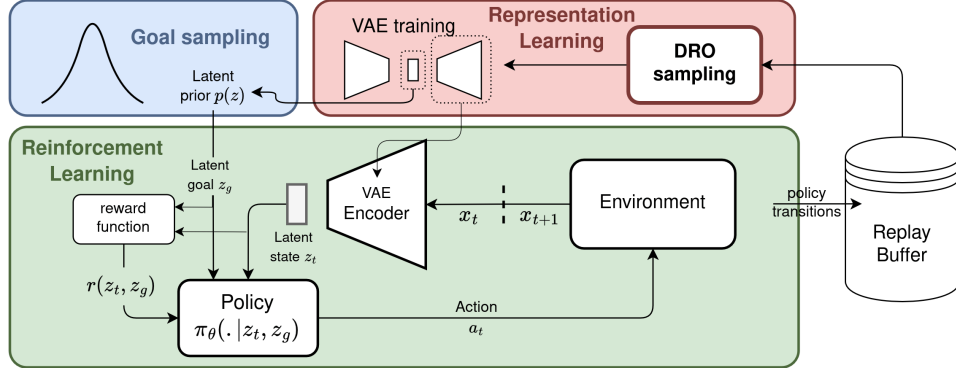 Goal sampling
Latent
prior p(z)
VAE training
Representation
Learning
DRO
sampling
Reinforcement
Learning
Latent
goal z_g
reward
function
r(z_t, z_g)
Latent
state z_t
VAE
Encoder
x_t
x_{t+1}
Environment
Policy
π_θ(. |z_t, z_g)
Action
a_t
policy
transitions
Replay
Buffer